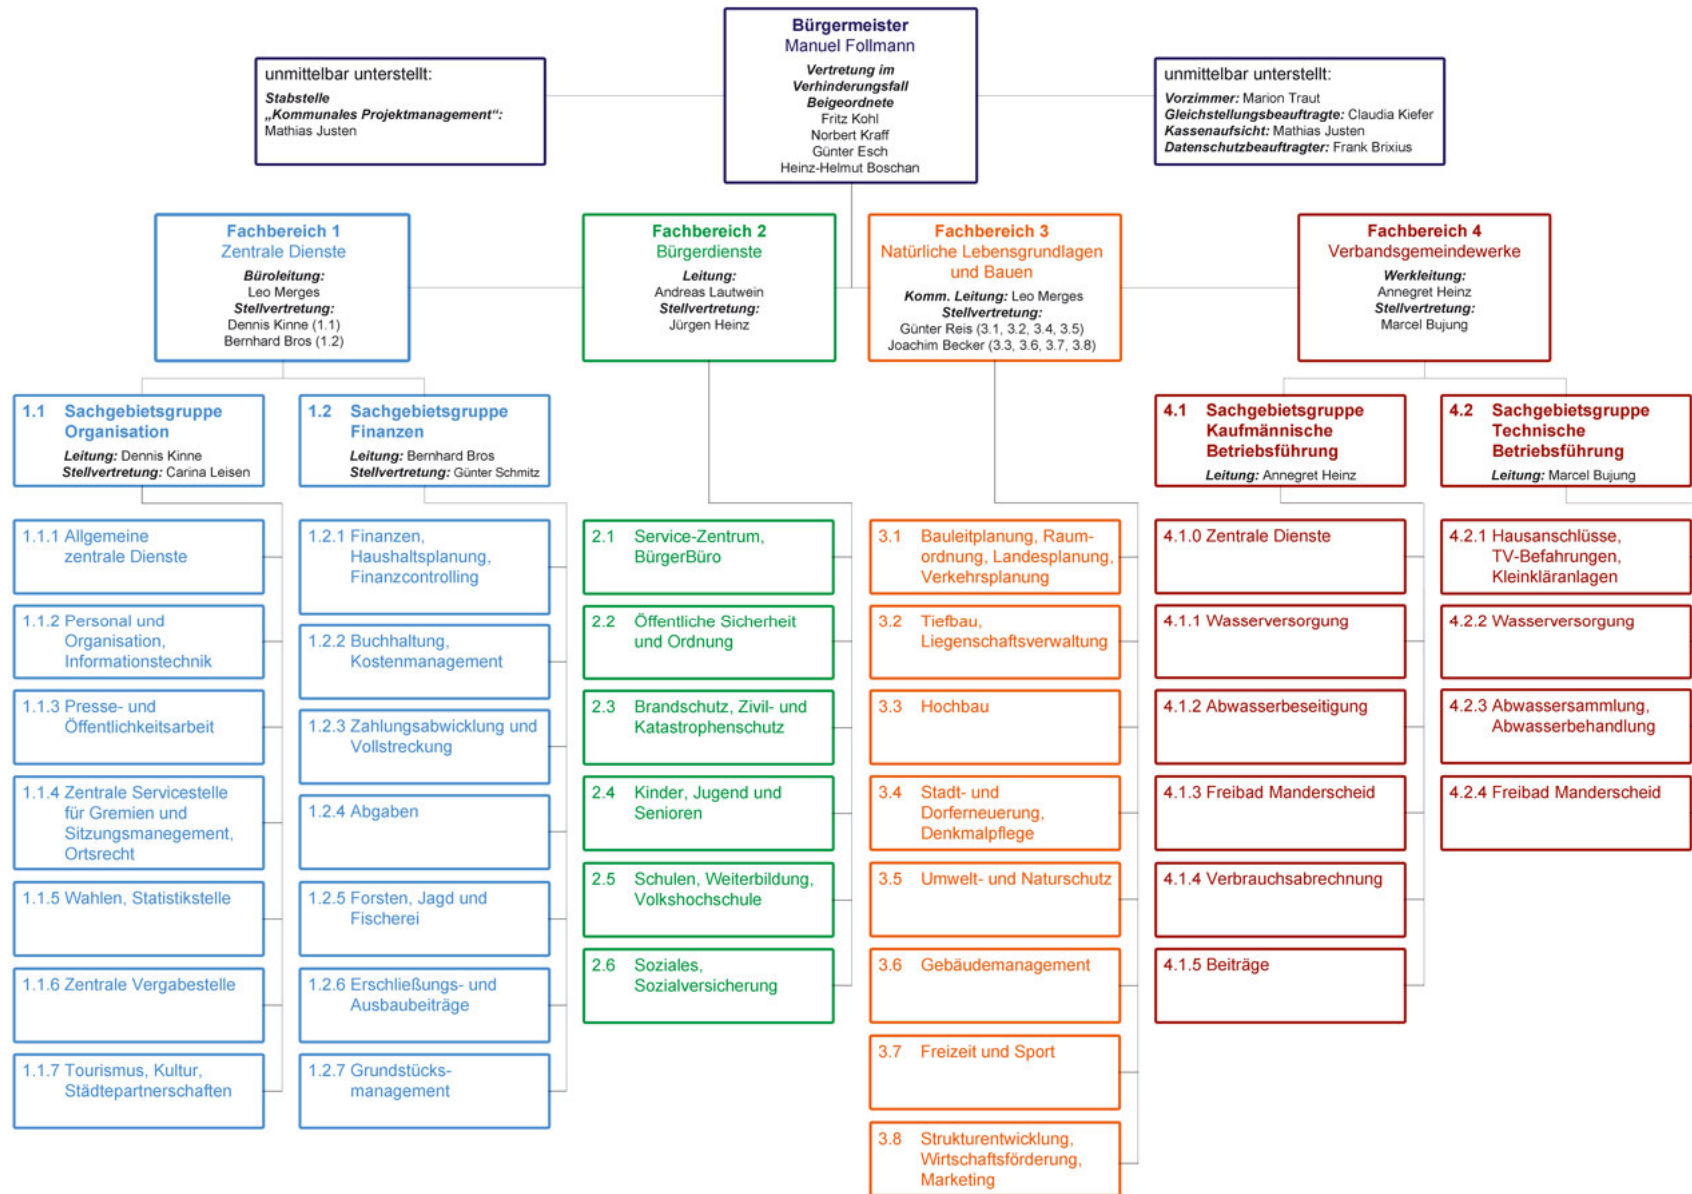 Bürgermeister
Manuel Follmann
Vertretung im
Verhinderungsfall
Beigeordnete
Fritz Kohl
Norbert Kraff
Günter Esch
Heinz-Helmut Boschan
unmittelbar unterstellt:
Stabstelle
„Kommunales Projektmanagement“:
Mathias Justen
unmittelbar unterstellt:
Vorzimmer: Marion Traut
Gleichstellungsbeauftragte: Claudia Kiefer
Kassenaufsicht: Mathias Justen
Datenschutzbeauftragter: Frank Brixius
Fachbereich 1
Zentrale Dienste
Büroleitung:
Leo Merges
Stellvertretung:
Dennis Kinne (1.1)
Bernhard Bros (1.2)
Fachbereich 2
Bürgerdienste
Leitung:
Andreas Lautwein
Stellvertretung:
Jürgen Heinz
Fachbereich 3
Natürliche Lebensgrundlagen
und Bauen
Komm. Leitung: Leo Merges
Stellvertretung:
Günter Reis (3.1, 3.2, 3.4, 3.5)
Joachim Becker (3.3, 3.6, 3.7, 3.8)
Fachbereich 4
Verbandsgemeindewerke
Werkleitung:
Annegret Heinz
Stellvertretung:
Marcel Bujung
1.1 Sachgebietsgruppe
Organisation
Leitung: Dennis Kinne
Stellvertretung: Carina Leisen
1.2 Sachgebietsgruppe
Finanzen
Leitung: Bernhard Bros
Stellvertretung: Günter Schmitz
4.1 Sachgebietsgruppe
Kaufmännische
Betriebsführung
Leitung: Annegret Heinz
4.2 Sachgebietsgruppe
Technische
Betriebsführung
Leitung: Marcel Bujung
1.1.1 Allgemeine
zentrale Dienste
1.1.2 Personal und
Organisation,
Informationstechnik
1.1.3 Presse- und
Öffentlichkeitsarbeit
1.1.4 Zentrale Servicestelle
für Gremien und
Sitzungsmanegement,
Ortsrecht
1.1.5 Wahlen, Statistikstelle
1.1.6 Zentrale Vergabestelle
1.1.7 Tourismus, Kultur,
Städtepartnerschaften
1.2.1 Finanzen,
Haushaltsplanung,
Finanzcontrolling
1.2.2 Buchhaltung,
Kostenmanagement
1.2.3 Zahlungsabwicklung und
Vollstreckung
1.2.4 Abgaben
1.2.5 Forsten, Jagd und
Fischerei
1.2.6 Erschließungs- und
Ausbaubeiträge
1.2.7 Grundstücks-
management
2.1 Service-Zentrum,
BürgerBüro
2.2 Öffentliche Sicherheit
und Ordnung
2.3 Brandschutz, Zivil- und
Katastrophenschutz
2.4 Kinder, Jugend und
Senioren
2.5 Schulen, Weiterbildung,
Volkshochschule
2.6 Soziales,
Sozialversicherung
3.1 Bauleitplanung, Raum-
ordnung, Landesplanung,
Verkehrsplanung
3.2 Tiefbau,
Liegenschaftsverwaltung
3.3 Hochbau
3.4 Stadt- und
Dorferneuerung,
Denkmalpflege
3.5 Umwelt- und Naturschutz
3.6 Gebäudemanagement
3.7 Freizeit und Sport
3.8 Strukturentwicklung,
Wirtschaftsförderung,
Marketing
4.1.0 Zentrale Dienste
4.1.1 Wasserversorgung
4.1.2 Abwasserbeseitigung
4.1.3 Freibad Manderscheid
4.1.4 Verbrauchsabrechnung
4.1.5 Beiträge
4.2.1 Hausanschlüsse,
TV-Befahrungen,
Kleinkläranlagen
4.2.2 Wasserversorgung
4.2.3 Abwassersammlung,
Abwasserbehandlung
4.2.4 Freibad Manderscheid